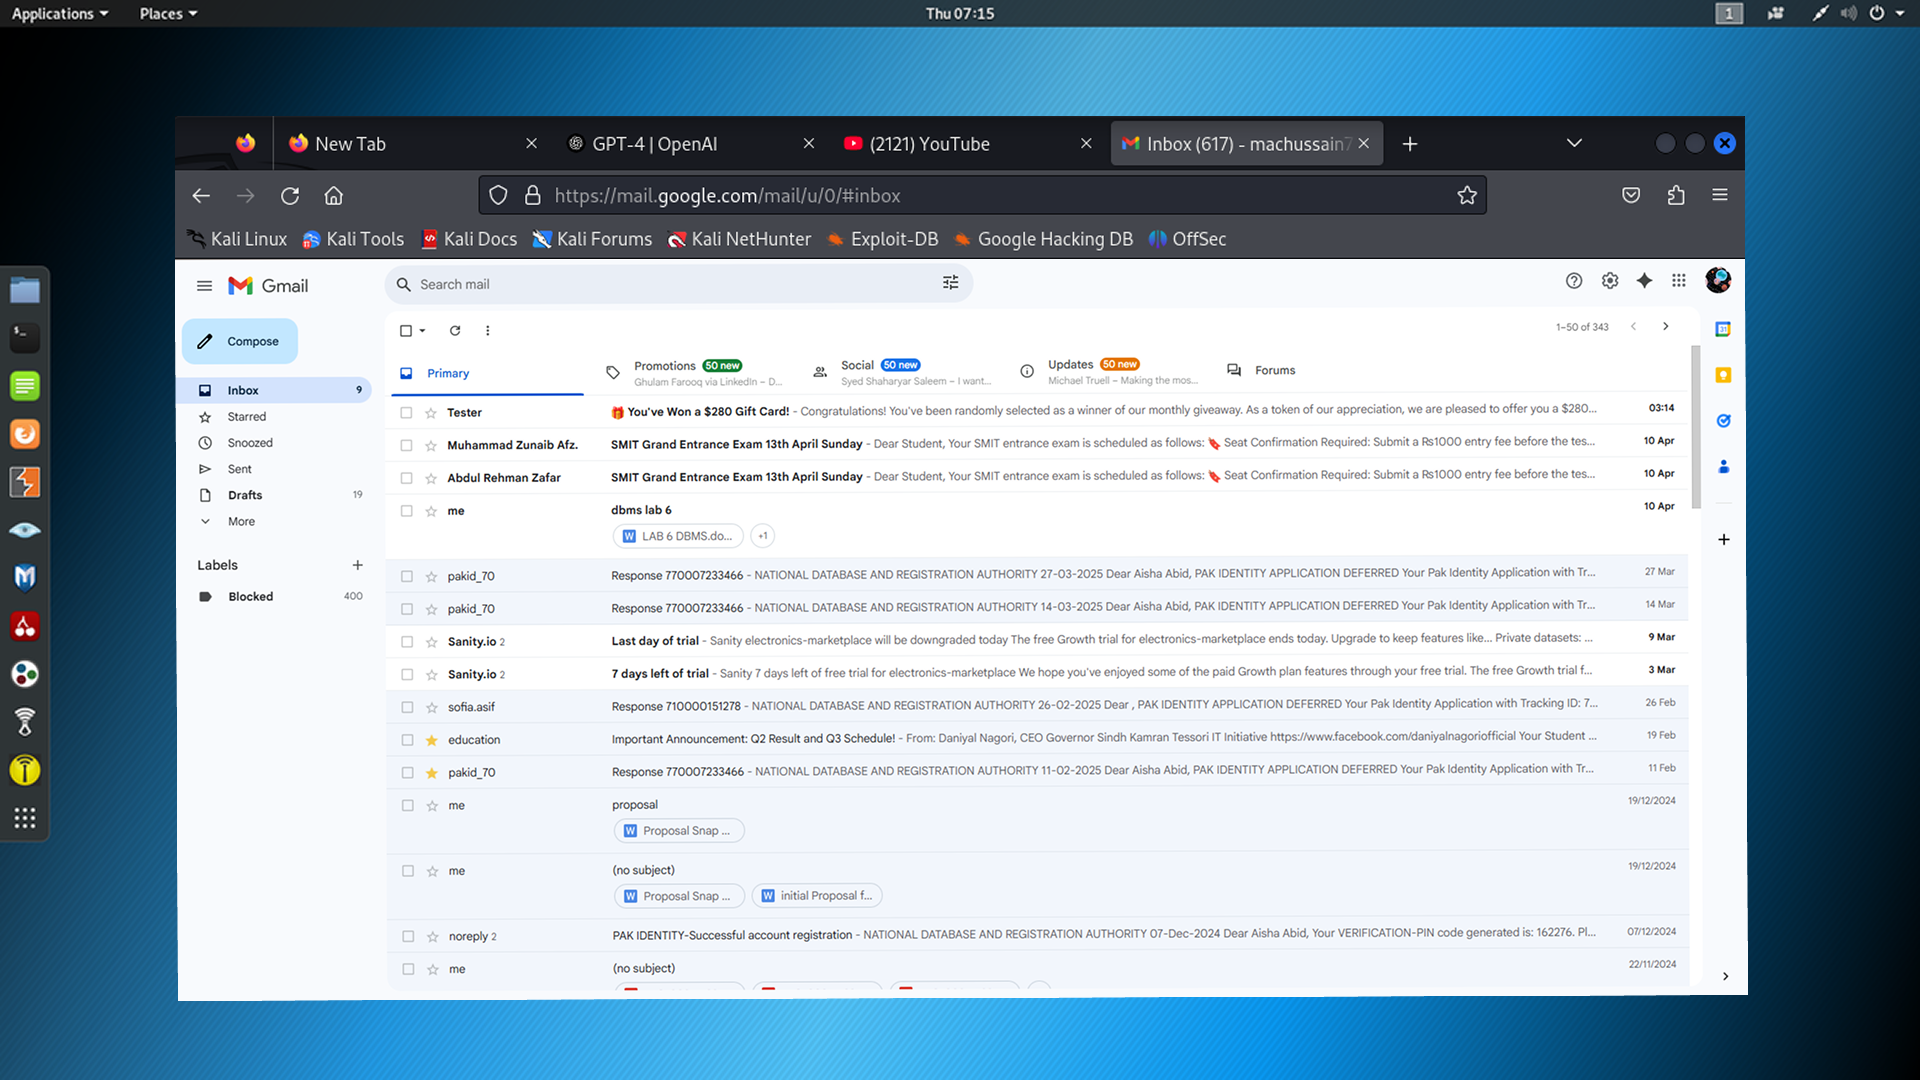 Applications Places Thu 07:15 1
New Tab GPT-4 | OpenAI (2121) YouTube Inbox (617) - machussain7
https://mail.google.com/mail/u/0/#inbox
Kali Linux Kali Tools Kali Docs Kali Forums Kali NetHunter Exploit-DB Google Hacking DB OffSec
Gmail Search mail
Compose
1–50 of 343
Inbox 9
Starred
Snoozed
Sent
Drafts 19
More
Labels
Blocked 400
Primary
Promotions 50 new
Ghulam Farooq via LinkedIn – D...
Social 50 new
Syed Shaharyar Saleem – I want...
Updates 50 new
Michael Truell – Making the mos...
Forums
Tester 🎁 You've Won a $280 Gift Card! - Congratulations! You've been randomly selected as a winner of our monthly giveaway. As a token of our appreciation, we are pleased to offer you a $280... 03:14
Muhammad Zunaib Afz. SMIT Grand Entrance Exam 13th April Sunday - Dear Student, Your SMIT entrance exam is scheduled as follows: 🔖 Seat Confirmation Required: Submit a Rs1000 entry fee before the tes... 10 Apr
Abdul Rehman Zafar SMIT Grand Entrance Exam 13th April Sunday - Dear Student, Your SMIT entrance exam is scheduled as follows: 🔖 Seat Confirmation Required: Submit a Rs1000 entry fee before the tes... 10 Apr
me dbms lab 6 10 Apr
LAB 6 DBMS.do... +1
pakid_70 Response 770007233466 - NATIONAL DATABASE AND REGISTRATION AUTHORITY 27-03-2025 Dear Aisha Abid, PAK IDENTITY APPLICATION DEFERRED Your Pak Identity Application with Tr... 27 Mar
pakid_70 Response 770007233466 - NATIONAL DATABASE AND REGISTRATION AUTHORITY 14-03-2025 Dear Aisha Abid, PAK IDENTITY APPLICATION DEFERRED Your Pak Identity Application with Tr... 14 Mar
Sanity.io 2 Last day of trial - Sanity electronics-marketplace will be downgraded today The free Growth trial for electronics-marketplace ends today. Upgrade to keep features like... Private datasets: ... 9 Mar
Sanity.io 2 7 days left of trial - Sanity 7 days left of free trial for electronics-marketplace We hope you've enjoyed some of the paid Growth plan features through your free trial. The free Growth trial f... 3 Mar
sofia.asif Response 710000151278 - NATIONAL DATABASE AND REGISTRATION AUTHORITY 26-02-2025 Dear , PAK IDENTITY APPLICATION DEFERRED Your Pak Identity Application with Tracking ID: 7... 26 Feb
education Important Announcement: Q2 Result and Q3 Schedule! - From: Daniyal Nagori, CEO Governor Sindh Kamran Tessori IT Initiative https://www.facebook.com/daniyalnagoriofficial Your Student ... 19 Feb
pakid_70 Response 770007233466 - NATIONAL DATABASE AND REGISTRATION AUTHORITY 11-02-2025 Dear Aisha Abid, PAK IDENTITY APPLICATION DEFERRED Your Pak Identity Application with Tr... 11 Feb
me proposal 19/12/2024
Proposal Snap ...
me (no subject) 19/12/2024
Proposal Snap ... initial Proposal f...
noreply 2 PAK IDENTITY-Successful account registration - NATIONAL DATABASE AND REGISTRATION AUTHORITY 07-Dec-2024 Dear Aisha Abid, Your VERIFICATION-PIN code generated is: 162276. Pl... 07/12/2024
me (no subject) 22/11/2024